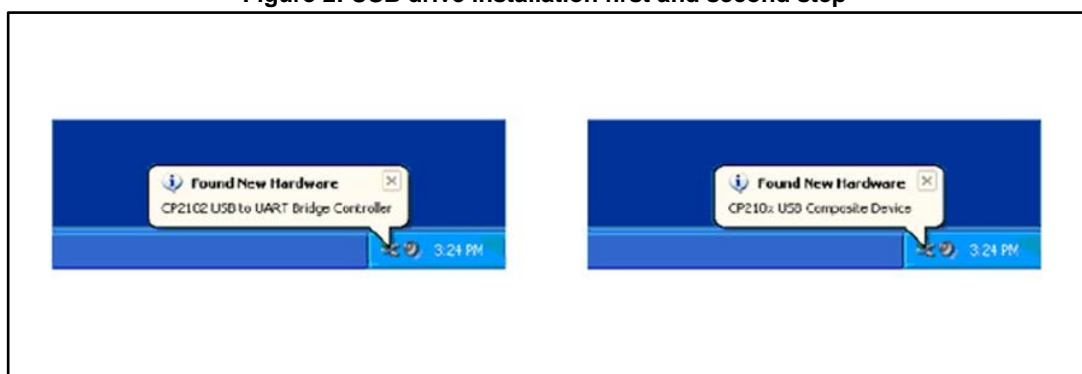 Figure 2. USB drive installation first and second step
Found New Hardware
CP2102 USB to UART Bridge Controller
3:24 PM
Found New Hardware
CP210x USB Composite Device
3:24 PM